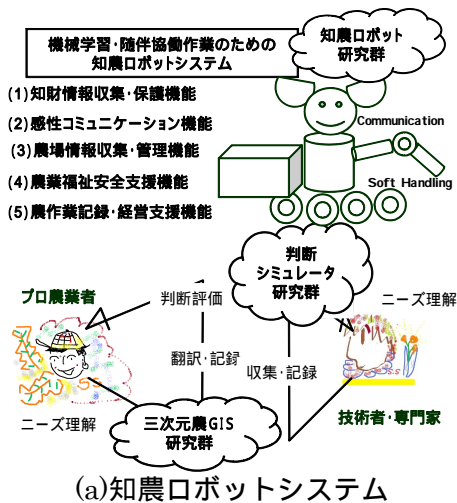 機械学習・随伴協働作業のための
知農ロボットシステム
知農ロボット
研究群
(1)知財情報収集・保護機能
(2)感性コミュニケーション機能
(3)農場情報収集・管理機能
(4)農業福祉安全支援機能
(5)農作業記録・経営支援機能
Communication
Soft Handling
判断
シミュレータ
研究群
プロ農業者
判断評価
ニーズ理解
翻訳・記録
収集・記録
ニーズ理解
三次元農GIS
研究群
技術者・専門家
(a)知農ロボットシステム